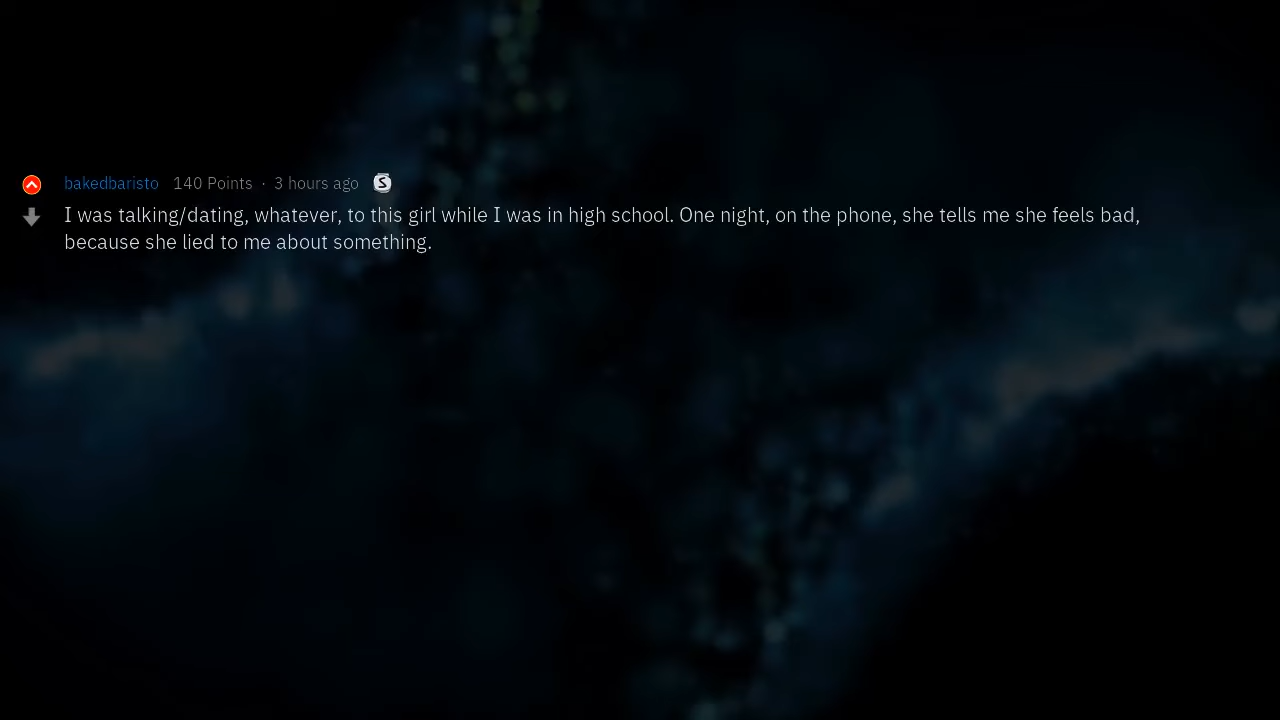 bakedbaristo 140 Points · 3 hours ago S
I was talking/dating, whatever, to this girl while I was in high school. One night, on the phone, she tells me she feels bad,
because she lied to me about something.